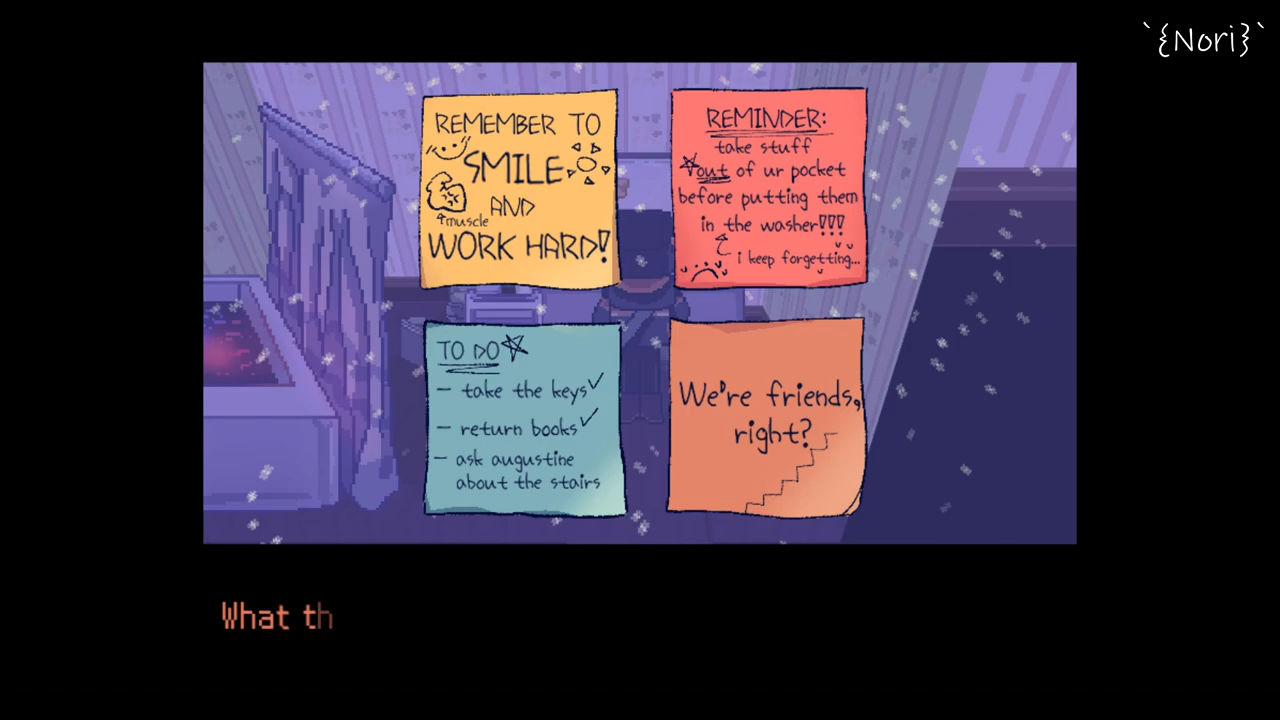 `{Nori}`
REMEMBER TO
SMILE
AND
muscle
WORK HARD!
REMINDER:
take stuff
out of ur pocket
before putting them
in the washer!!!
i keep forgetting...
TO DO
- take the keys
- return books
- ask augustine
about the stairs
We're friends,
right?
What th